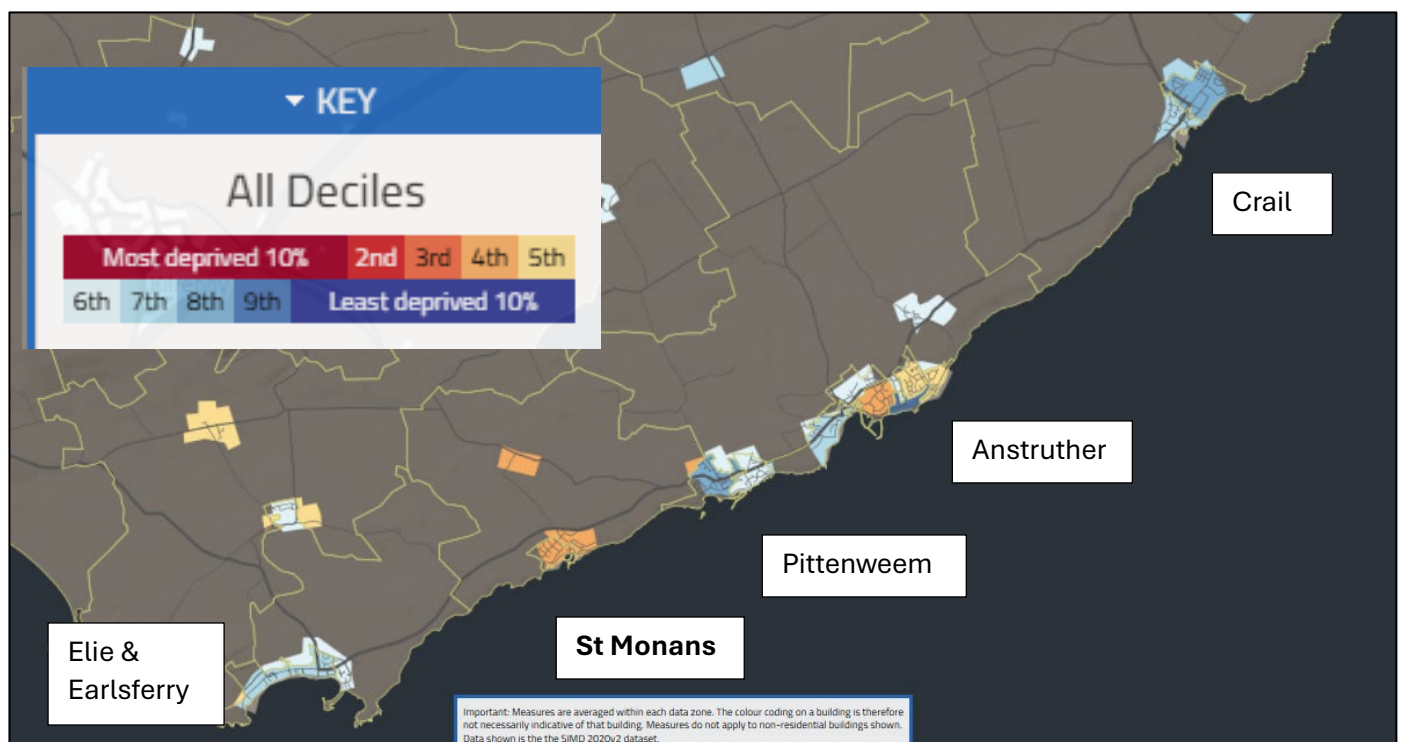 KEY
All Deciles
Most deprived 10% 2nd 3rd 4th 5th
6th 7th 8th 9th Least deprived 10%
Crail
Anstruther
Pittenweem
St Monans
Elie &
Earlsferry
Important: Measures are averaged within each data zone. The colour coding on a building is therefore
not necessarily indicative of that building. Measures do not apply to non-residential buildings shown.
Data shown is the the SIMD 2020v2 dataset.